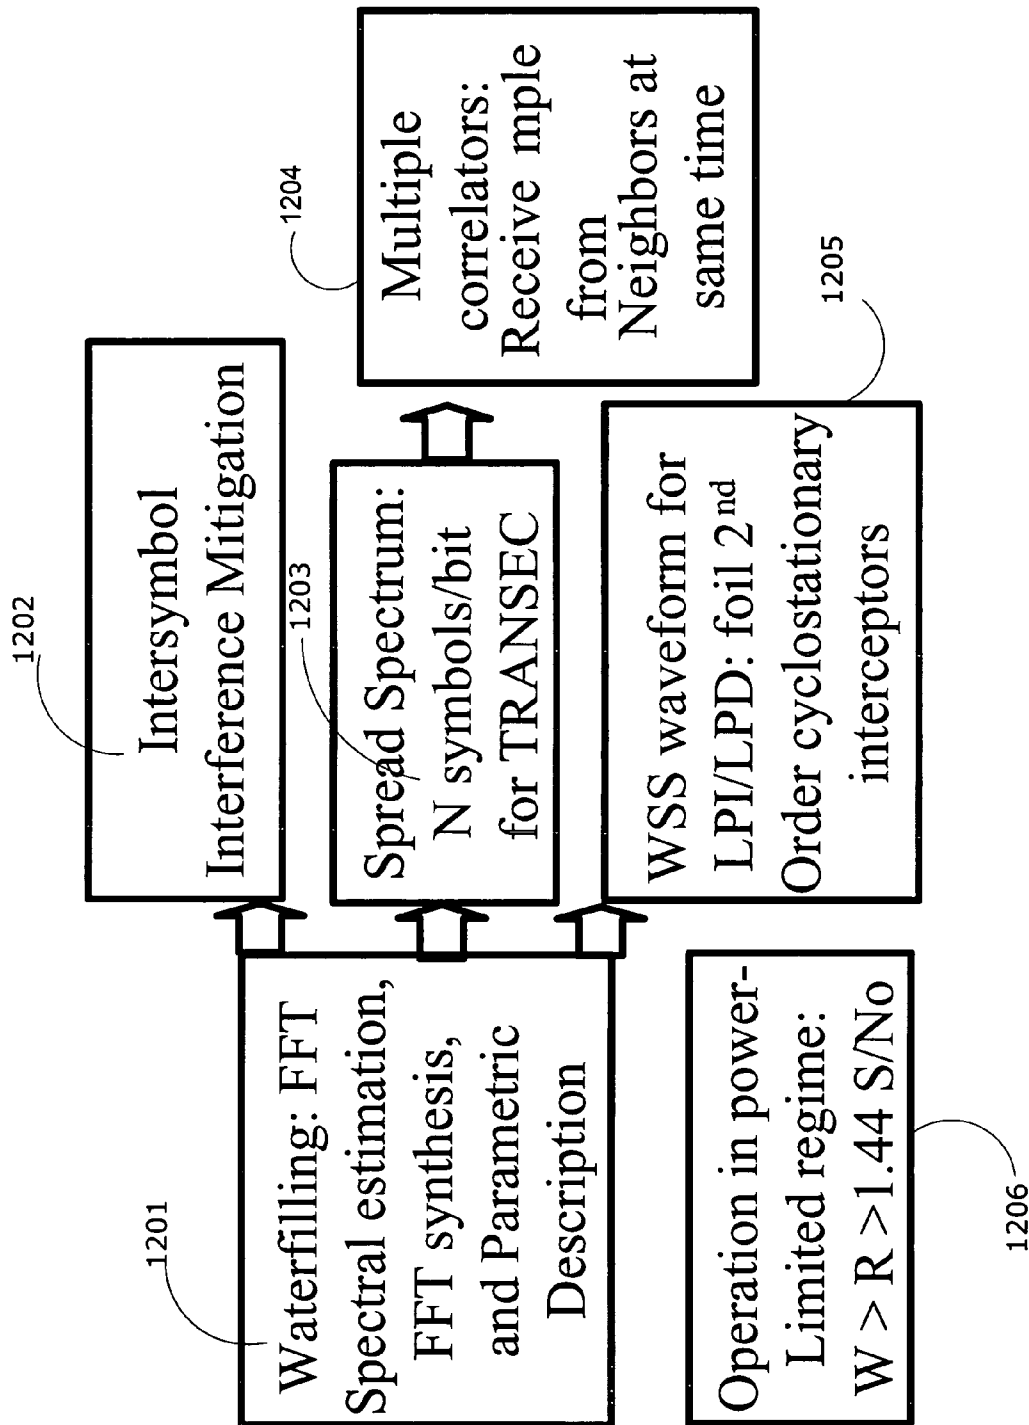 1201
Waterfilling: FFT
Spectral estimation,
FFT synthesis,
and Parametric
Description
1202
Intersymbol
Interference Mitigation
1203
Spread Spectrum:
N symbols/bit
for TRANSEC
1204
Multiple
correlators:
Receive mple
from
Neighbors at
same time
1205
WSS waveform for
LPI/LPD: foil 2nd
Order cyclostationary
interceptors
1206
Operation in power-
Limited regime:
W > R >1.44 S/No